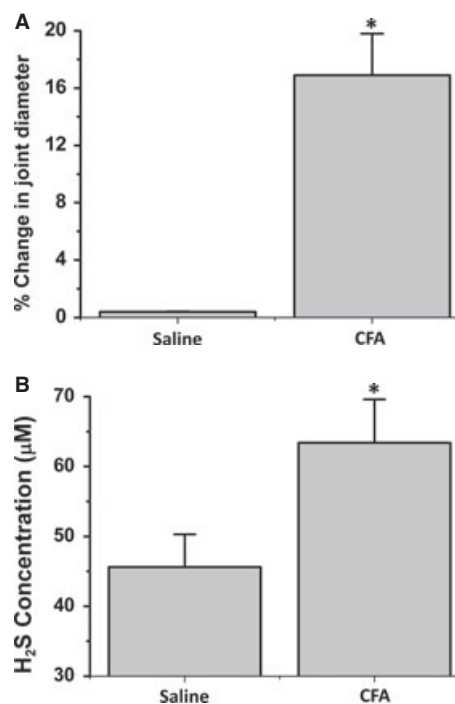 A
% Change in joint diameter
20
16
12
8
4
0
*
Saline
CFA
B
H₂S Concentration (μM)
70
60
50
40
30
*
Saline
CFA